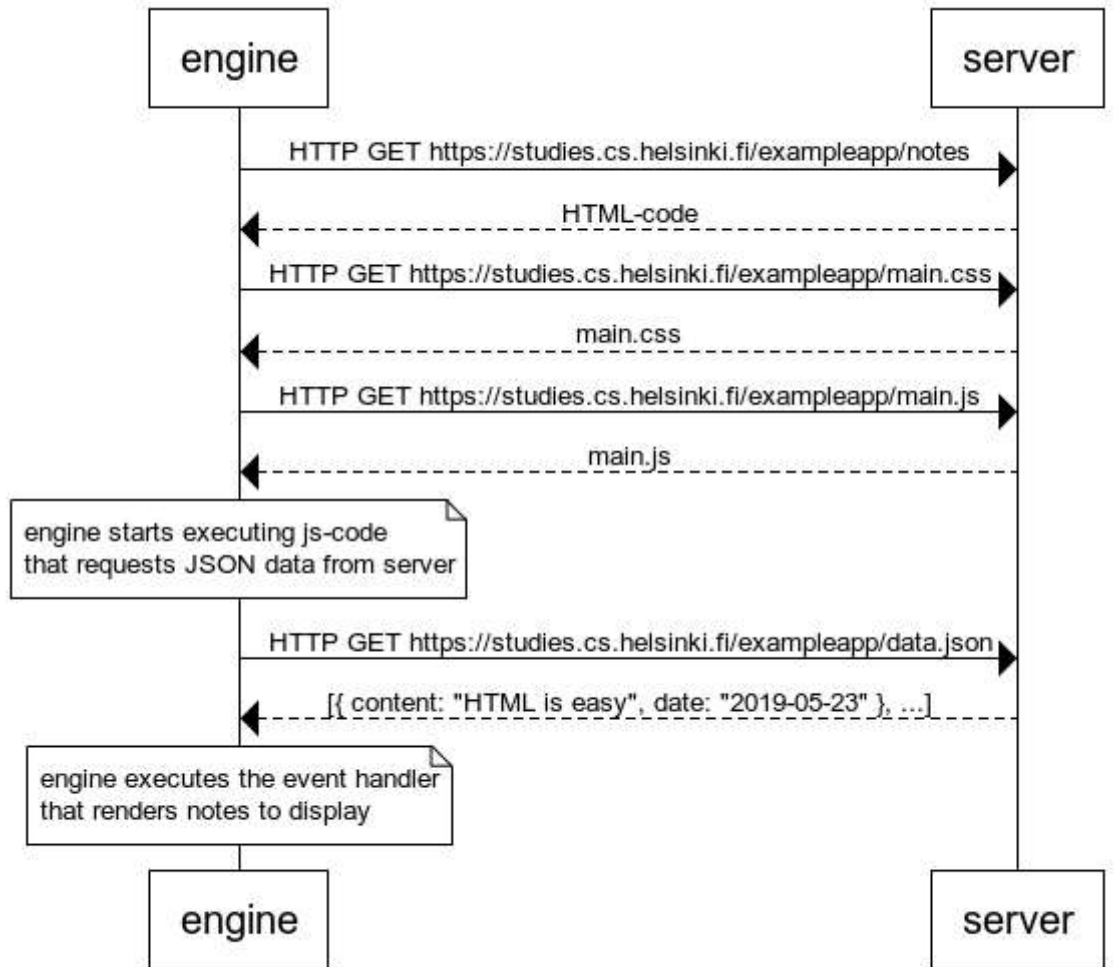 engine
server
HTTP GET https://studies.cs.helsinki.fi/exampleapp/notes
HTML-code
HTTP GET https://studies.cs.helsinki.fi/exampleapp/main.css
main.css
HTTP GET https://studies.cs.helsinki.fi/exampleapp/main.js
main.js
engine starts executing js-code
that requests JSON data from server
HTTP GET https://studies.cs.helsinki.fi/exampleapp/data.json
[{ content: "HTML is easy", date: "2019-05-23" }, ...]
engine executes the event handler
that renders notes to display
engine
server